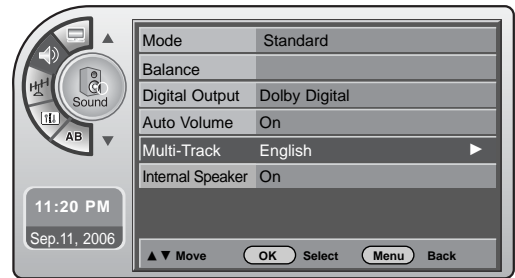 Sound
AB
11:20 PM
Sep.11, 2006
Mode Standard
Balance
Digital Output Dolby Digital
Auto Volume On
Multi-Track English ►
Internal Speaker On
▲▼ Move OK Select Menu Back